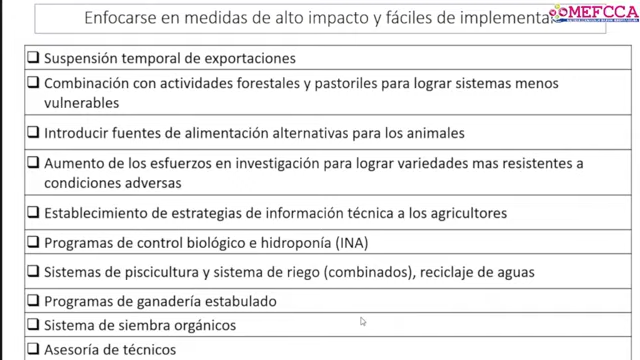 Enfocarse en medidas de alto impacto y fáciles de implementar
MEFCCA
Suspensión temporal de exportaciones
Combinación con actividades forestales y pastoriles para lograr sistemas menos
vulnerables
Introducir fuentes de alimentación alternativas para los animales
Aumento de los esfuerzos en investigación para lograr variedades mas resistentes a
condiciones adversas
Establecimiento de estrategias de información técnica a los agricultores
Programas de control biológico e hidroponía (INA)
Sistemas de piscicultura y sistema de riego (combinados), reciclaje de aguas
Programas de ganadería estabulado
Sistema de siembra orgánicos
Asesoría de técnicos